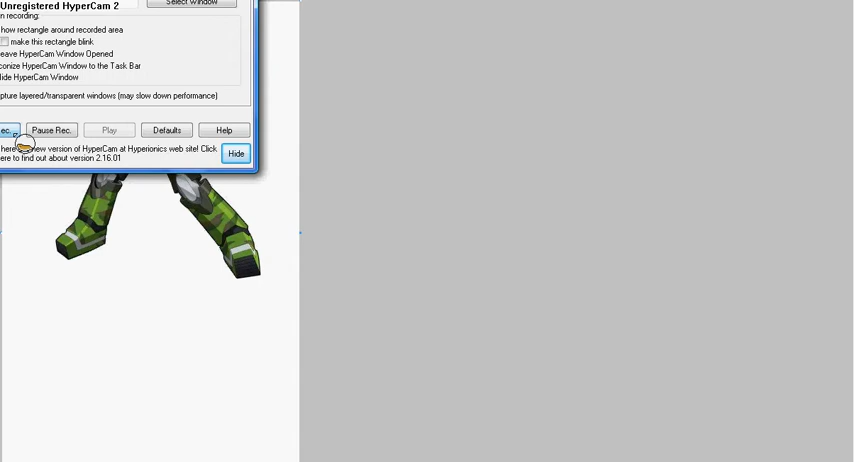 Unregistered HyperCam 2
Select Window
n recording:
how rectangle around recorded area
make this rectangle blink
eave HyperCam Window Opened
conize HyperCam Window to the Task Bar
lide HyperCam Window
pture layered/transparent windows (may slow down performance)
ec.
Pause Rec.
Play
Defaults
Help
here
new version of HyperCam at Hyperionics web site! Click
ere to find out about version 2.16.01
Hide